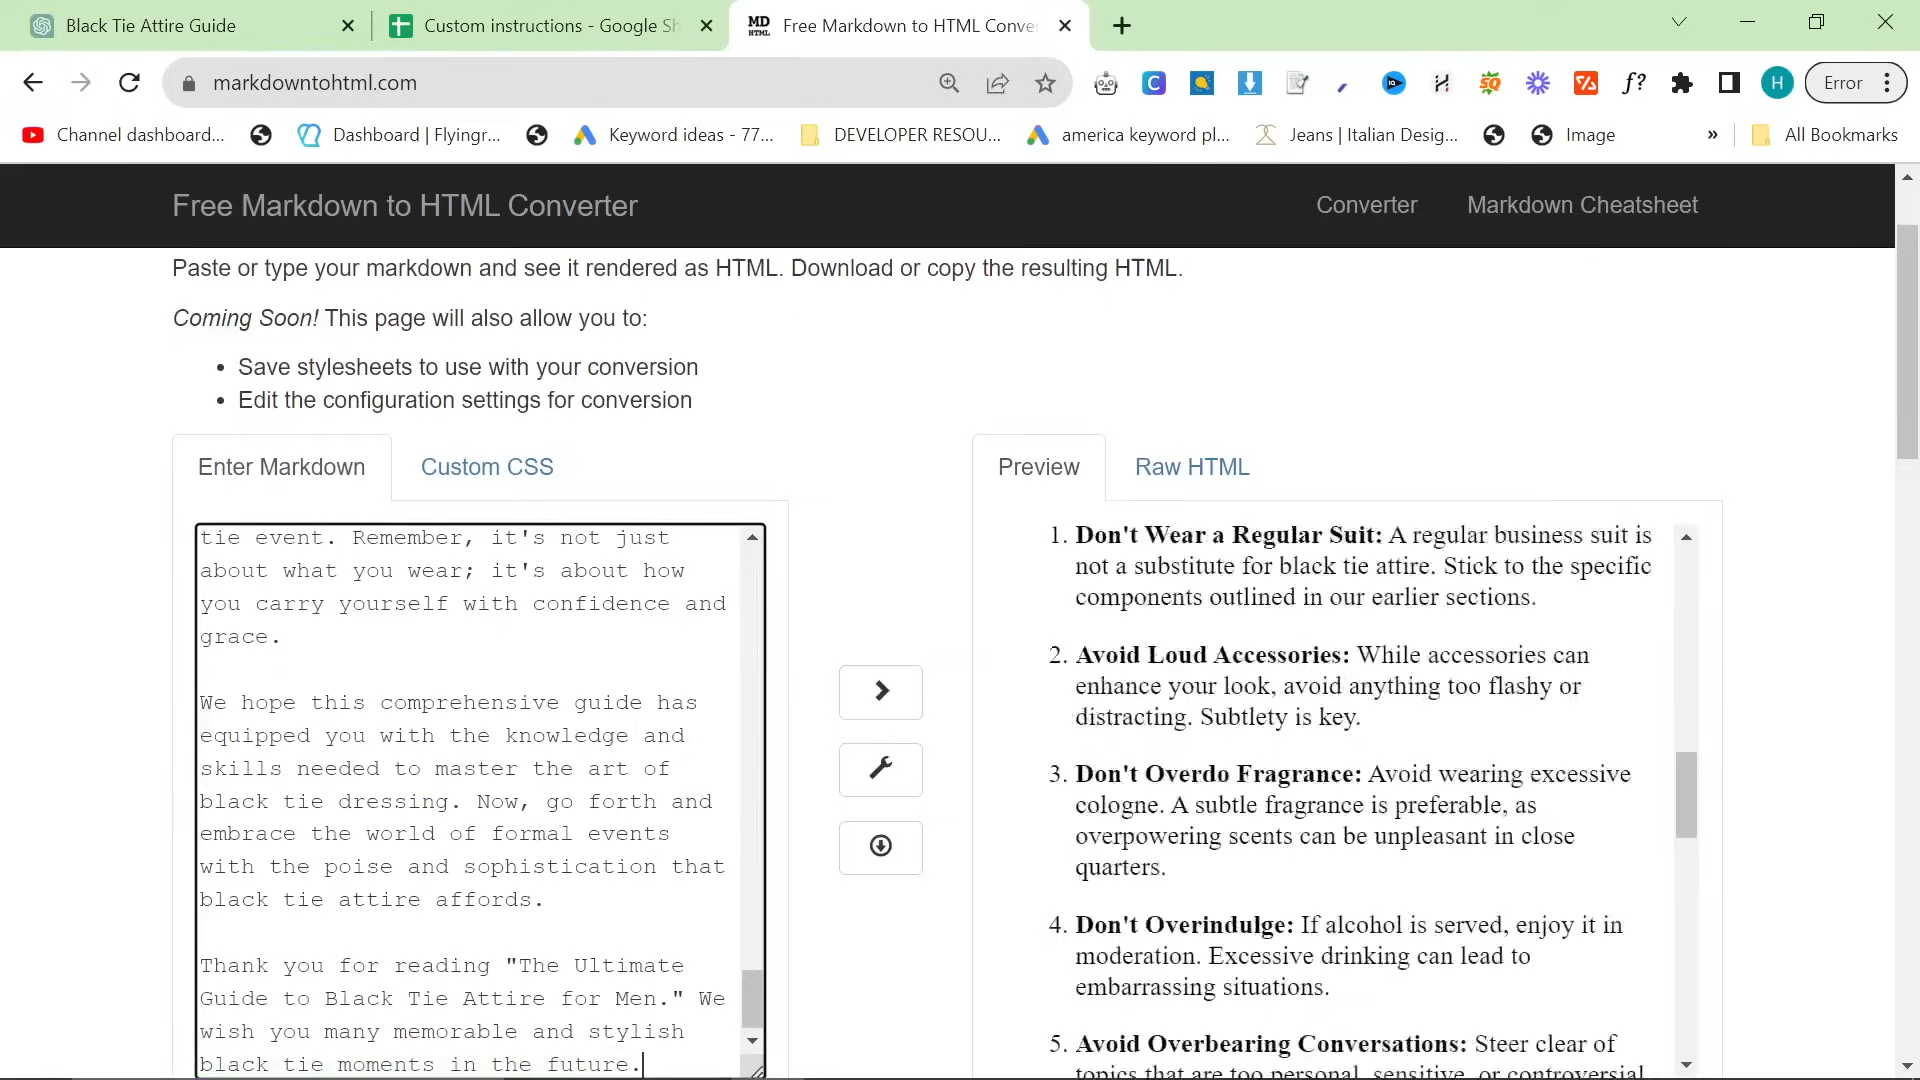 Black Tie Attire Guide
Custom instructions - Google Sh
MD HTML
Free Markdown to HTML Conve
markdowntohtml.com
H
Error
Channel dashboard...
Dashboard | Flyingr...
Keyword ideas - 77...
DEVELOPER RESOU...
america keyword pl...
Jeans | Italian Desig...
Image
»
All Bookmarks
Free Markdown to HTML Converter
Converter
Markdown Cheatsheet
Paste or type your markdown and see it rendered as HTML. Download or copy the resulting HTML.
Coming Soon! This page will also allow you to:
• Save stylesheets to use with your conversion
• Edit the configuration settings for conversion
Enter Markdown
Custom CSS
tie event. Remember, it's not just
about what you wear; it's about how
you carry yourself with confidence and
grace.
We hope this comprehensive guide has
equipped you with the knowledge and
skills needed to master the art of
black tie dressing. Now, go forth and
embrace the world of formal events
with the poise and sophistication that
black tie attire affords.
Thank you for reading "The Ultimate
Guide to Black Tie Attire for Men." We
wish you many memorable and stylish
black tie moments in the future.
Preview
Raw HTML
1. Don't Wear a Regular Suit: A regular business suit is
not a substitute for black tie attire. Stick to the specific
components outlined in our earlier sections.
2. Avoid Loud Accessories: While accessories can
enhance your look, avoid anything too flashy or
distracting. Subtlety is key.
3. Don't Overdo Fragrance: Avoid wearing excessive
cologne. A subtle fragrance is preferable, as
overpowering scents can be unpleasant in close
quarters.
4. Don't Overindulge: If alcohol is served, enjoy it in
moderation. Excessive drinking can lead to
embarrassing situations.
5. Avoid Overbearing Conversations: Steer clear of
topics that are too personal, sensitive, or controversial